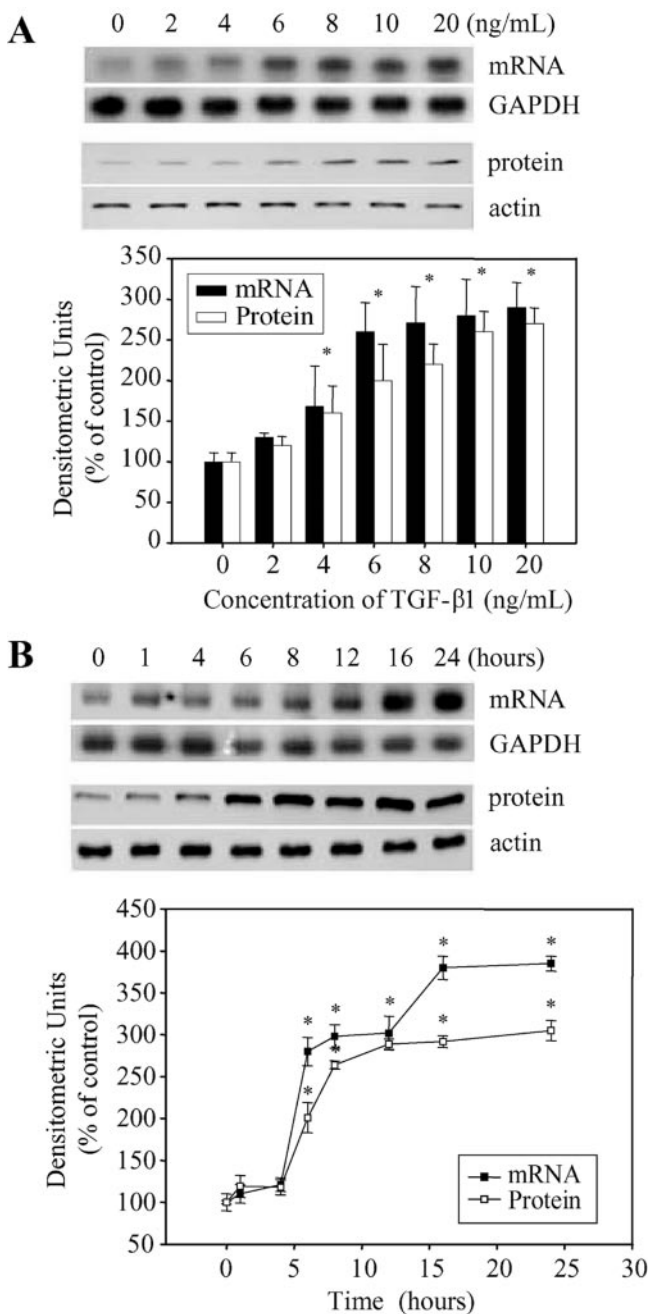 A
0 2 4 6 8 10 20 (ng/mL)
mRNA
GAPDH
protein
actin
350
300
250
200
150
100
50
0
Densitometric Units
(% of control)
mRNA
Protein
* * * * *
0 2 4 6 8 10 20
Concentration of TGF-β1 (ng/mL)
B
0 1 4 6 8 12 16 24 (hours)
mRNA
GAPDH
protein
actin
450
400
350
300
250
200
150
100
50
Densitometric Units
(% of control)
* * * * *
* * * *
mRNA
Protein
0 5 10 15 20 25 30
Time (hours)